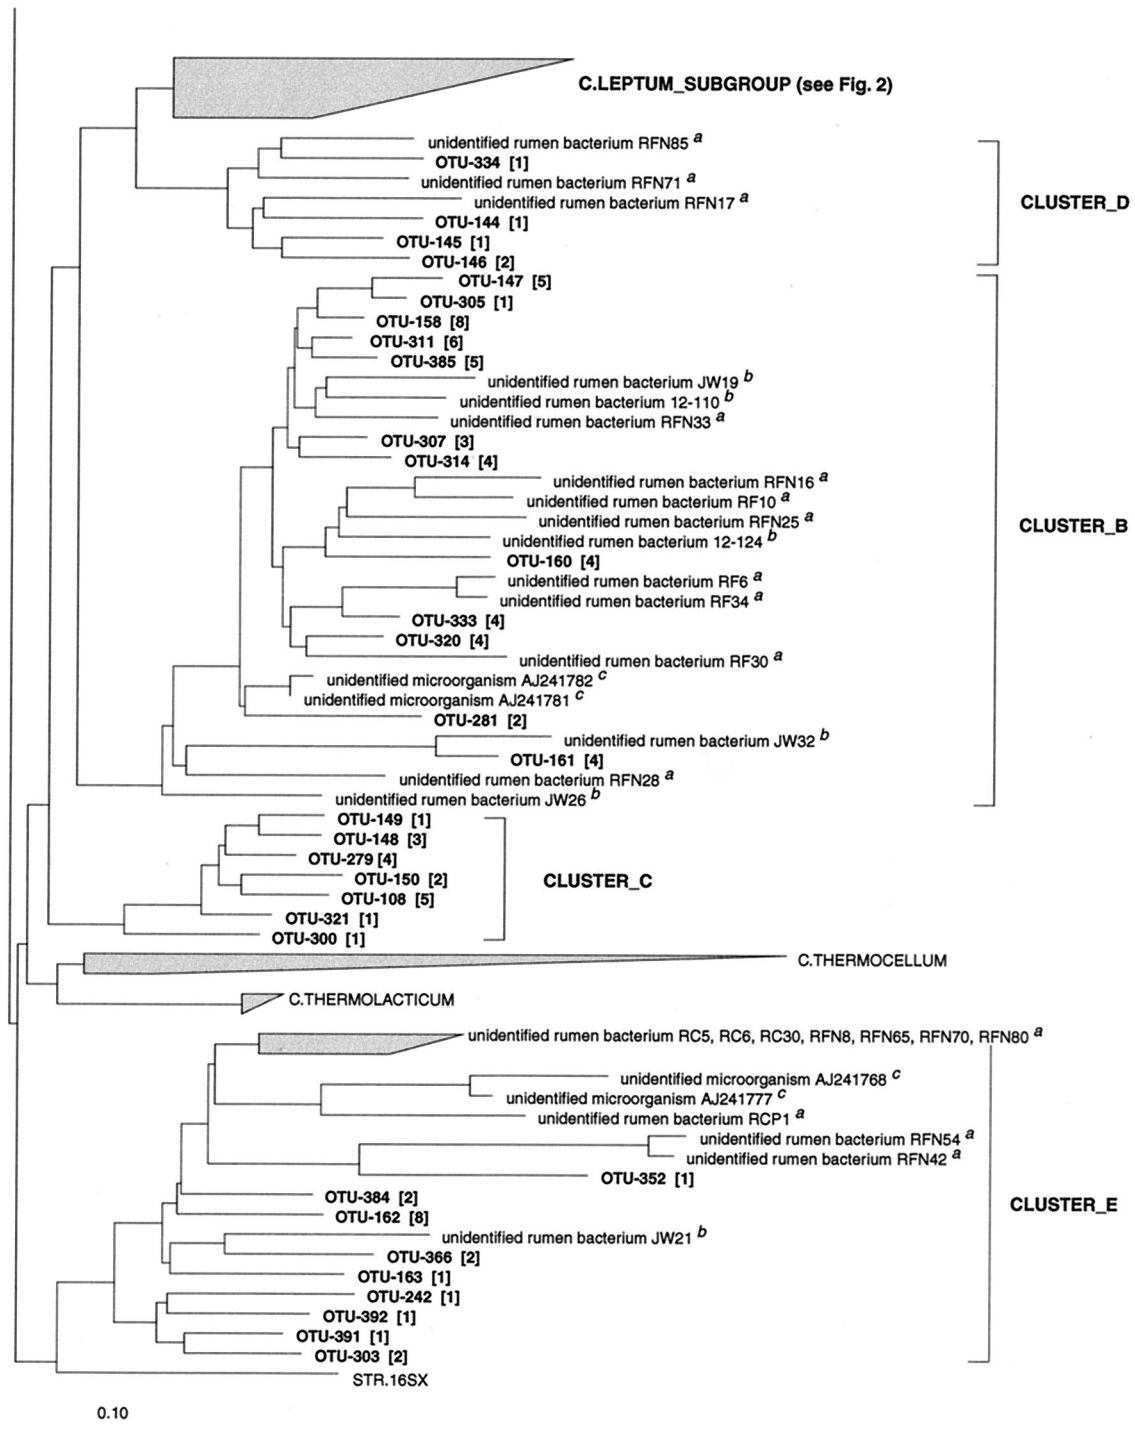 C.LEPTUM_SUBGROUP (see Fig. 2)
unidentified rumen bacterium RFN85 a
OTU-334 [1]
unidentified rumen bacterium RFN71 a
unidentified rumen bacterium RFN17 a
CLUSTER_D
OTU-144 [1]
OTU-145 [1]
OTU-146 [2]
OTU-147 [5]
OTU-305 [1]
OTU-158 [8]
OTU-311 [6]
OTU-385 [5]
unidentified rumen bacterium JW19 b
unidentified rumen bacterium 12-110 b
unidentified rumen bacterium RFN33 a
OTU-307 [3]
OTU-314 [4]
unidentified rumen bacterium RFN16 a
unidentified rumen bacterium RF10 a
unidentified rumen bacterium RFN25 a
CLUSTER_B
unidentified rumen bacterium 12-124 b
OTU-160 [4]
unidentified rumen bacterium RF6 a
unidentified rumen bacterium RF34 a
OTU-333 [4]
OTU-320 [4]
unidentified rumen bacterium RF30 a
unidentified microorganism AJ241782 c
unidentified microorganism AJ241781 c
OTU-281 [2]
unidentified rumen bacterium JW32 b
OTU-161 [4]
unidentified rumen bacterium RFN28 a
unidentified rumen bacterium JW26 b
OTU-149 [1]
OTU-148 [3]
OTU-279 [4]
OTU-150 [2]
CLUSTER_C
OTU-108 [5]
OTU-321 [1]
OTU-300 [1]
C.THERMOCELLUM
C.THERMOLACTICUM
unidentified rumen bacterium RC5, RC6, RC30, RFN8, RFN65, RFN70, RFN80 a
unidentified microorganism AJ241768 c
unidentified microorganism AJ241777 c
unidentified rumen bacterium RCP1 a
unidentified rumen bacterium RFN54 a
unidentified rumen bacterium RFN42 a
OTU-352 [1]
OTU-384 [2]
CLUSTER_E
OTU-162 [8]
unidentified rumen bacterium JW21 b
OTU-366 [2]
OTU-163 [1]
OTU-242 [1]
OTU-392 [1]
OTU-391 [1]
OTU-303 [2]
STR.16SX
0.10